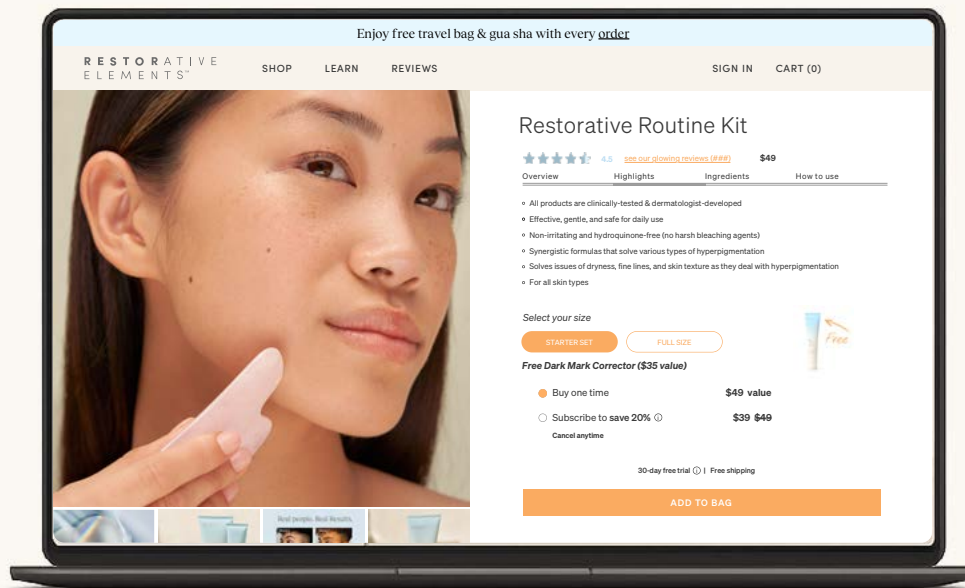 Enjoy free travel bag & gua sha with every order
RESTORATIVE
ELEMENTS™
SHOP LEARN REVIEWS SIGN IN CART (0)
Restorative Routine Kit
4.5 see our glowing reviews (###) $49
Overview Highlights Ingredients How to use
All products are clinically-tested & dermatologist-developed
Effective, gentle, and safe for daily use
Non-irritating and hydroquinone-free (no harsh bleaching agents)
Synergistic formulas that solve various types of hyperpigmentation
Solves issues of dryness, fine lines, and skin texture as they deal with hyperpigmentation
For all skin types
Select your size
STARTER SET FULL SIZE
Free
Free Dark Mark Corrector ($35 value)
Buy one time $49 value
Subscribe to save 20% $39 $49
Cancel anytime
30-day free trial | Free shipping
ADD TO BAG
Real people. Real Results.